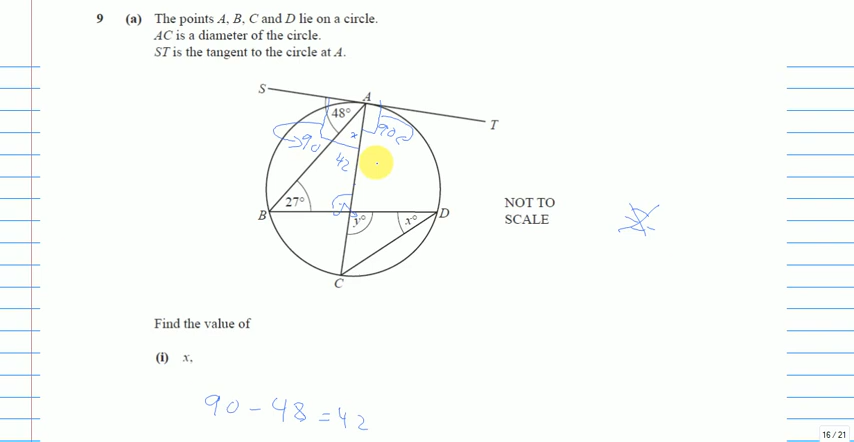 9 (a) The points A, B, C and D lie on a circle.
AC is a diameter of the circle.
ST is the tangent to the circle at A.
S
A
T
48°
90
90
x
42
27°
B
D
y°
x°
C
NOT TO
SCALE
Find the value of
(i) x,
90 - 48 = 42
16 / 21